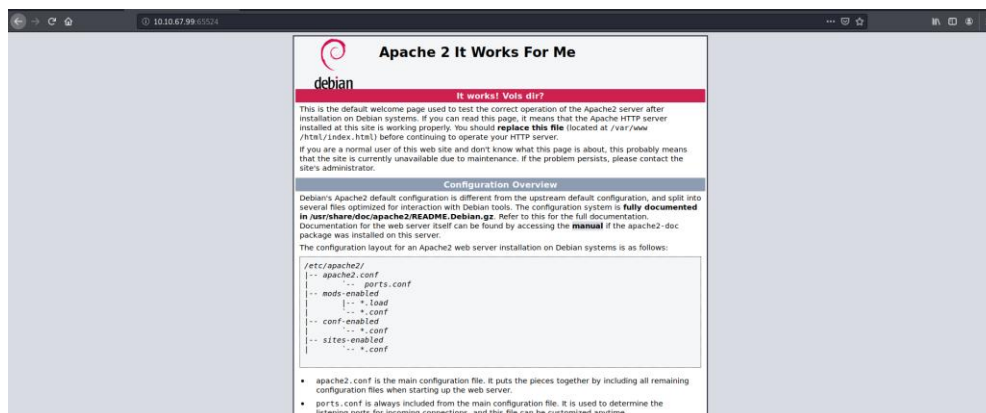 10.10.67.99:65524
debian
Apache 2 It Works For Me
It works! Vols dir?
This is the default welcome page used to test the correct operation of the Apache2 server after
installation on Debian systems. If you can read this page, it means that the Apache HTTP server
installed at this site is working properly. You should replace this file (located at /var/www
/html/index.html) before continuing to operate your HTTP server.
If you are a normal user of this web site and don't know what this page is about, this probably means
that the site is currently unavailable due to maintenance. If the problem persists, please contact the
site's administrator.
Configuration Overview
Debian's Apache2 default configuration is different from the upstream default configuration, and split into
several files optimized for interaction with Debian tools. The configuration system is fully documented
in /usr/share/doc/apache2/README.Debian.gz. Refer to this for the full documentation.
Documentation for the web server itself can be found by accessing the manual if the apache2-doc
package was installed on this server.
The configuration layout for an Apache2 web server installation on Debian systems is as follows:
/etc/apache2/
|-- apache2.conf
|       `--  ports.conf
|-- mods-enabled
|       |-- *.load
|       `-- *.conf
|-- conf-enabled
|       `-- *.conf
|-- sites-enabled
|       `-- *.conf
• apache2.conf is the main configuration file. It puts the pieces together by including all remaining
configuration files when starting up the web server.
• ports.conf is always included from the main configuration file. It is used to determine the
listening ports for incoming connections, and this file can be customized anytime.